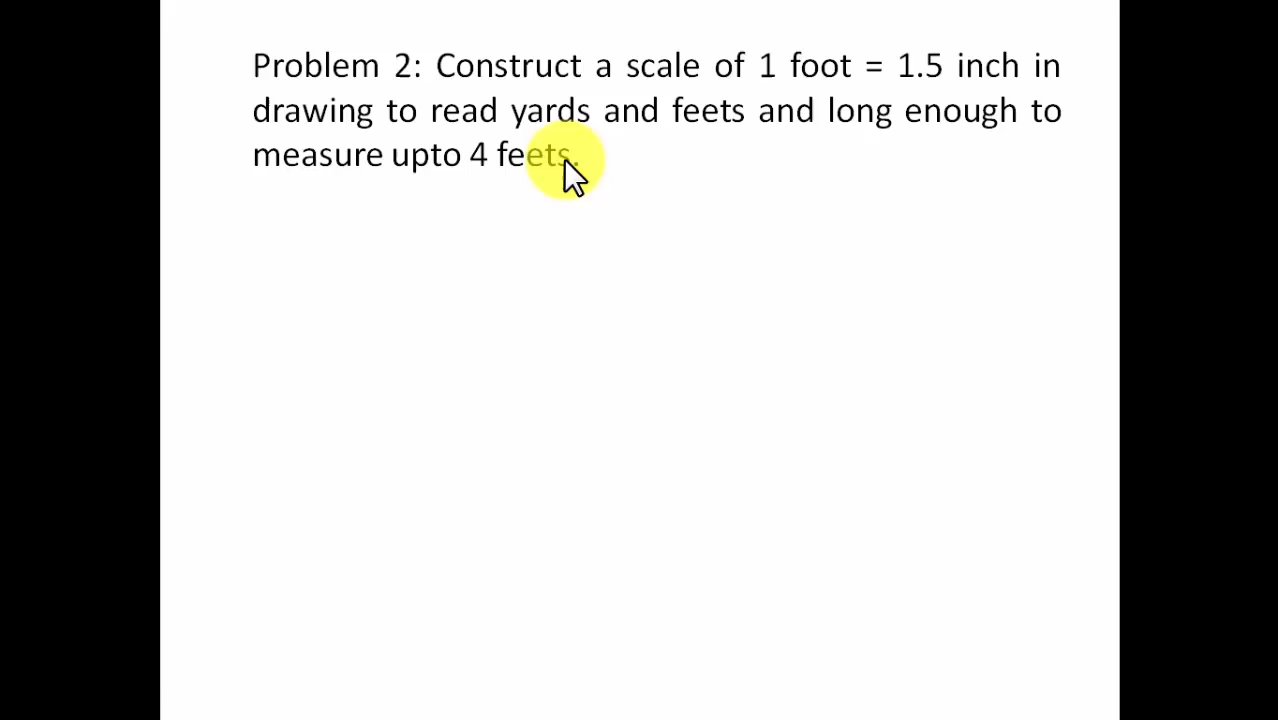 Problem 2: Construct a scale of 1 foot = 1.5 inch in
drawing to read yards and feets and long enough to
measure upto 4 feets.